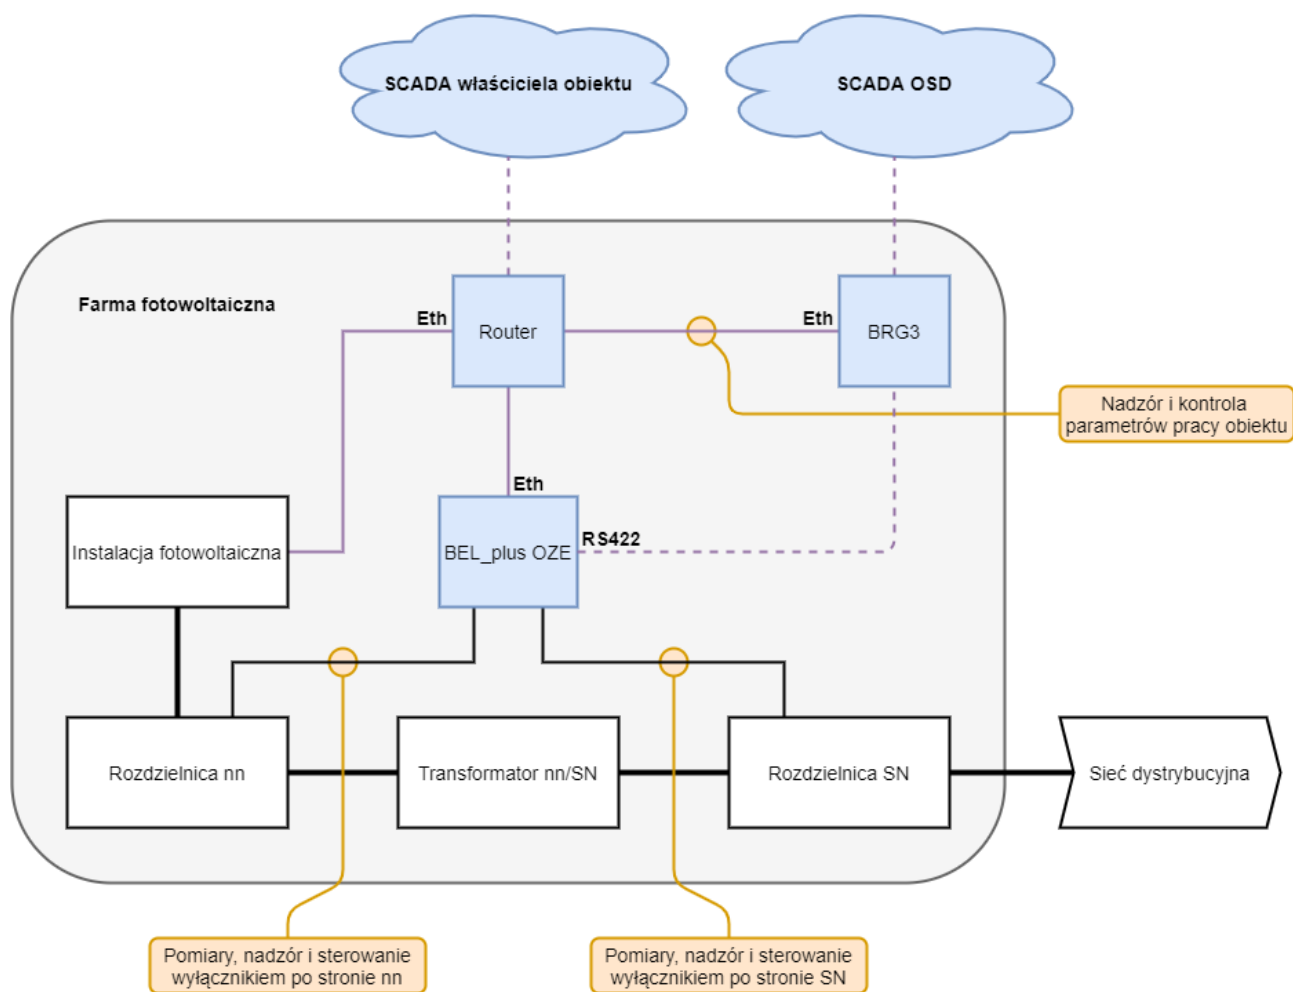 SCADA właściciela obiektu
SCADA OSD
Farma fotowoltaiczna
Eth
Router
Eth
BRG3
Nadzór i kontrola
parametrów pracy obiektu
Eth
Instalacja fotowoltaiczna
BEL_plus OZE
RS422
Rozdzielnica nn
Transformator nn/SN
Rozdzielnica SN
Sieć dystrybucyjna
Pomiary, nadzór i sterowanie
wyłącznikiem po stronie nn
Pomiary, nadzór i sterowanie
wyłącznikiem po stronie SN